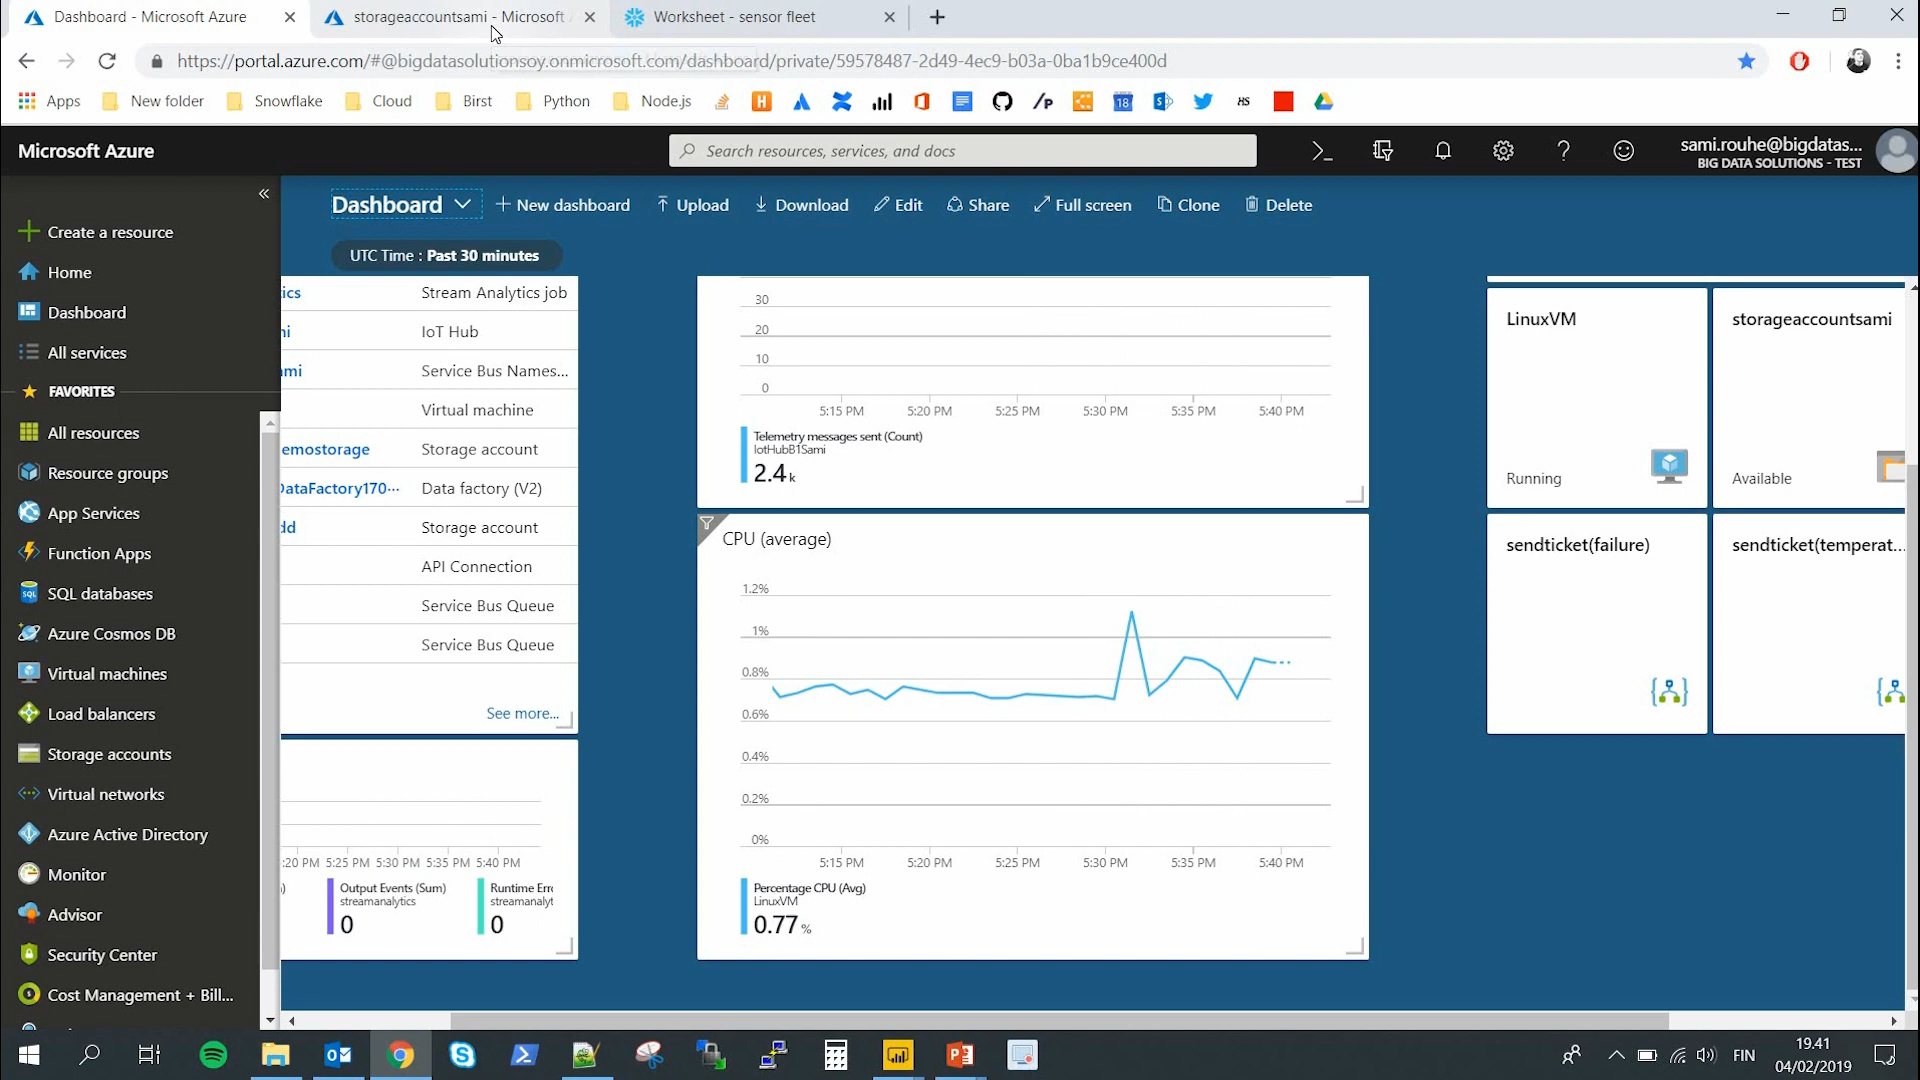 Dashboard - Microsoft Azure
storageaccountsami - Microsoft
Worksheet - sensor fleet
https://portal.azure.com/#@bigdatasolutionsoy.onmicrosoft.com/dashboard/private/59578487-2d49-4ec9-b03a-0ba1b9ce400d
Apps
New folder
Snowflake
Cloud
Birst
Python
Node.js
H
/P
18
HS
Microsoft Azure
Search resources, services, and docs
sami.rouhe@bigdatas...
BIG DATA SOLUTIONS - TEST
Dashboard
New dashboard
Upload
Download
Edit
Share
Full screen
Clone
Delete
UTC Time : Past 30 minutes
Create a resource
Home
Dashboard
All services
FAVORITES
All resources
Resource groups
App Services
Function Apps
SQL databases
Azure Cosmos DB
Virtual machines
Load balancers
Storage accounts
Virtual networks
Azure Active Directory
Monitor
Advisor
Security Center
Cost Management + Bill...
ics Stream Analytics job
ni IoT Hub
ami Service Bus Names...
Virtual machine
emostorage Storage account
DataFactory170... Data factory (V2)
dd Storage account
API Connection
Service Bus Queue
Service Bus Queue
See more...
:20 PM 5:25 PM 5:30 PM 5:35 PM 5:40 PM
Output Events (Sum)
streamanalytics
0
Runtime Err
streamanalyt
0
30
20
10
0
5:15 PM 5:20 PM 5:25 PM 5:30 PM 5:35 PM 5:40 PM
Telemetry messages sent (Count)
IotHubB1Sami
2.4 k
CPU (average)
1.2%
1%
0.8%
0.6%
0.4%
0.2%
0%
5:15 PM 5:20 PM 5:25 PM 5:30 PM 5:35 PM 5:40 PM
Percentage CPU (Avg)
LinuxVM
0.77 %
LinuxVM
Running
storageaccountsami
Available
sendticket(failure)
sendticket(temperat...
FIN
19.41
04/02/2019